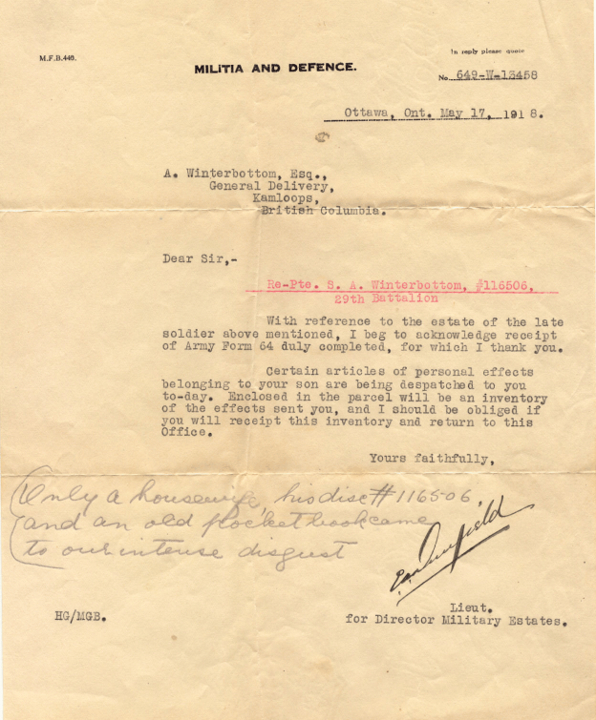 M.F.B.449.
In reply please quote
MILITIA AND DEFENCE.
No. 649-W-13458
Ottawa, Ont. May 17, 1918.
A. Winterbottom, Esq.,
General Delivery,
Kamloops,
British Columbia.
Dear Sir,-
Re-Pte. S. A. Winterbottom, #116506,
29th Battalion
With reference to the estate of the late
soldier above mentioned, I beg to acknowledge receipt
of Army Form 64 duly completed, for which I thank you.
Certain articles of personal effects
belonging to your son are being despatched to you
to-day. Enclosed in the parcel will be an inventory
of the effects sent you, and I should be obliged if
you will receipt this inventory and return to this
Office.
Yours faithfully,
(Only a housewife, his disc #116506
and an old pocket book came
to our intense disgust
Lieut.
HG/MGB.
for Director Military Estates.